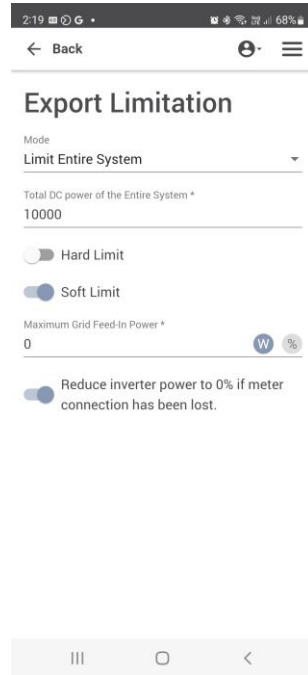 2:19 G
68%
Back
Export Limitation
Mode
Limit Entire System
Total DC power of the Entire System *
10000
Hard Limit
Soft Limit
Maximum Grid Feed-In Power *
0 W %
Reduce inverter power to 0% if meter
connection has been lost.